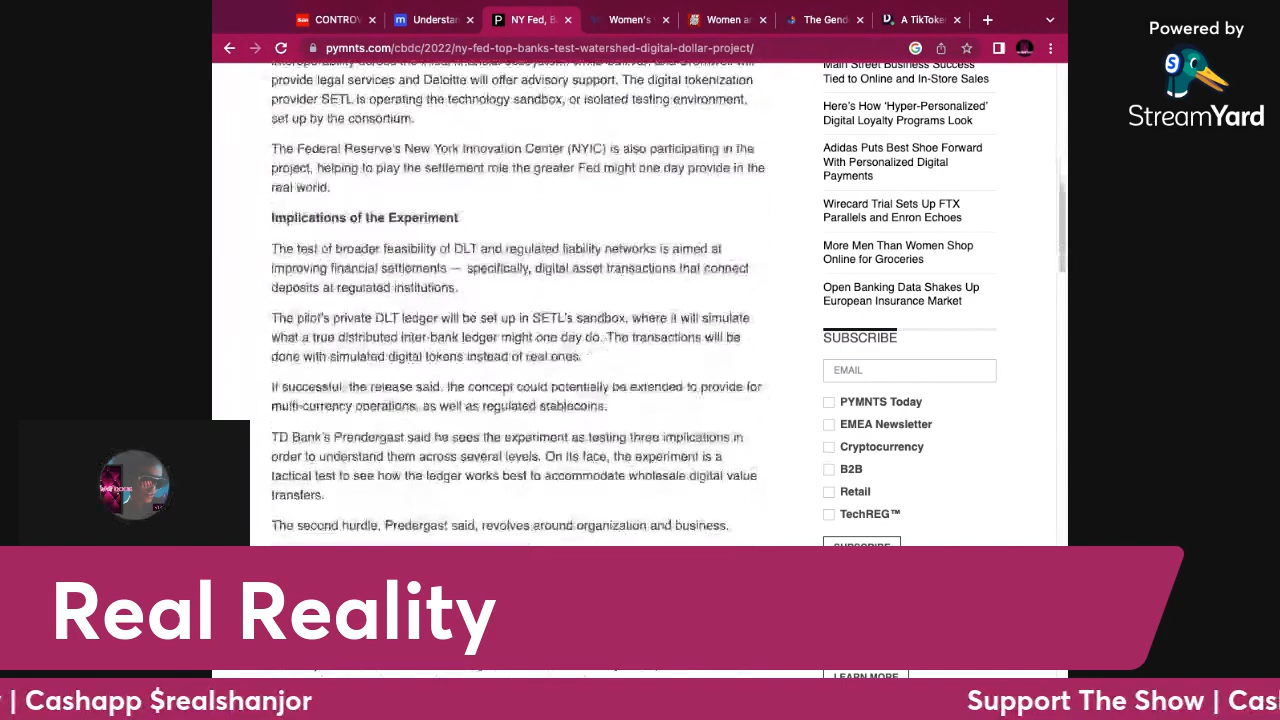 CONTROV
Understan
NY Fed, B
Women's
Women an
The Gend
A TikToke
pymnts.com/cbdc/2022/ny-fed-top-banks-test-watershed-digital-dollar-project/
Powered by
StreamYard
provide legal services and Deloitte will offer advisory support. The digital tokenization
provider SETL is operating the technology sandbox, or isolated testing environment,
set up by the consortium.
The Federal Reserve's New York Innovation Center (NYIC) is also participating in the
project, helping to play the settlement role the greater Fed might one day provide in the
real world.
Implications of the Experiment
The test of broader feasibility of DLT and regulated liability networks is aimed at
improving financial settlements — specifically, digital asset transactions that connect
deposits at regulated institutions.
The pilot's private DLT ledger will be set up in SETL's sandbox, where it will simulate
what a true distributed inter-bank ledger might one day do. The transactions will be
done with simulated digital tokens instead of real ones.
If successful, the release said, the concept could potentially be extended to provide for
multi-currency operations, as well as regulated stablecoins.
TD Bank's Prendergast said he sees the experiment as testing three implications in
order to understand them across several levels. On its face, the experiment is a
tactical test to see how the ledger works best to accommodate wholesale digital value
transfers.
The second hurdle, Predergast said, revolves around organization and business.
Main Street Business Success
Tied to Online and In-Store Sales
Here's How 'Hyper-Personalized'
Digital Loyalty Programs Look
Adidas Puts Best Shoe Forward
With Personalized Digital
Payments
Wirecard Trial Sets Up FTX
Parallels and Enron Echoes
More Men Than Women Shop
Online for Groceries
Open Banking Data Shakes Up
European Insurance Market
SUBSCRIBE
EMAIL
PYMNTS Today
EMEA Newsletter
Cryptocurrency
B2B
Retail
TechREG™
SUBSCRIBE
Real Reality
LEARN MORE
| Cashapp $realshanjor
Support The Show | Cas